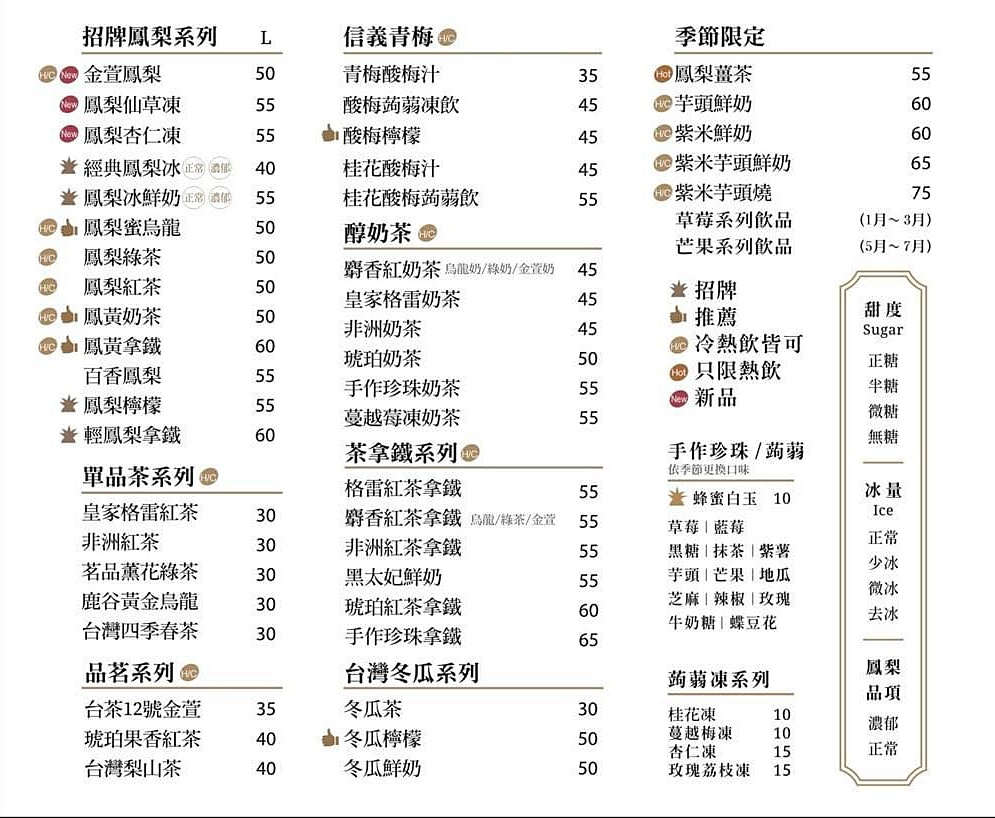 招牌鳳梨系列 L
H/C New 金萱鳳梨 50
New 鳳梨仙草凍 55
New 鳳梨杏仁凍 55
經典鳳梨冰 正常 濃郁 40
鳳梨冰鮮奶 正常 濃郁 55
H/C 鳳梨蜜烏龍 50
H/C 鳳梨綠茶 50
H/C 鳳梨紅茶 50
H/C 鳳黃奶茶 50
H/C 鳳黃拿鐵 60
百香鳳梨 55
鳳梨檸檬 55
輕鳳梨拿鐵 60
單品茶系列 H/C
皇家格雷紅茶 30
非洲紅茶 30
茗品薰花綠茶 30
鹿谷黃金烏龍 30
台灣四季春茶 30
品茗系列 H/C
台茶12號金萱 35
琥珀果香紅茶 40
台灣梨山茶 40
信義青梅 H/C
青梅酸梅汁 35
酸梅蒟蒻凍飲 45
酸梅檸檬 45
桂花酸梅汁 45
桂花酸梅蒟蒻飲 55
醇奶茶 H/C
麝香紅奶茶 烏龍奶/綠奶/金萱奶 45
皇家格雷奶茶 45
非洲奶茶 45
琥珀奶茶 50
手作珍珠奶茶 55
蔓越莓凍奶茶 55
茶拿鐵系列 H/C
格雷紅茶拿鐵 55
麝香紅茶拿鐵 烏龍/綠茶/金萱 55
非洲紅茶拿鐵 55
黑太妃鮮奶 55
琥珀紅茶拿鐵 60
手作珍珠拿鐵 65
台灣冬瓜系列
冬瓜茶 30
冬瓜檸檬 50
冬瓜鮮奶 50
季節限定
Hot 鳳梨薑茶 55
H/C 芋頭鮮奶 60
H/C 紫米鮮奶 60
H/C 紫米芋頭鮮奶 65
H/C 紫米芋頭燒 75
草莓系列飲品 (1月～3月)
芒果系列飲品 (5月～7月)
招牌
推薦
H/C 冷熱飲皆可
Hot 只限熱飲
New 新品
手作珍珠/蒟蒻
依季節更換口味
蜂蜜白玉 10
草莓|藍莓
黑糖|抹茶|紫薯
芋頭|芒果|地瓜
芝麻|辣椒|玫瑰
牛奶糖|蝶豆花
蒟蒻凍系列
桂花凍 10
蔓越梅凍 10
杏仁凍 15
玫瑰荔枝凍 15
甜度
Sugar
正糖
半糖
微糖
無糖
冰量
Ice
正常
少冰
微冰
去冰
鳳梨
品項
濃郁
正常